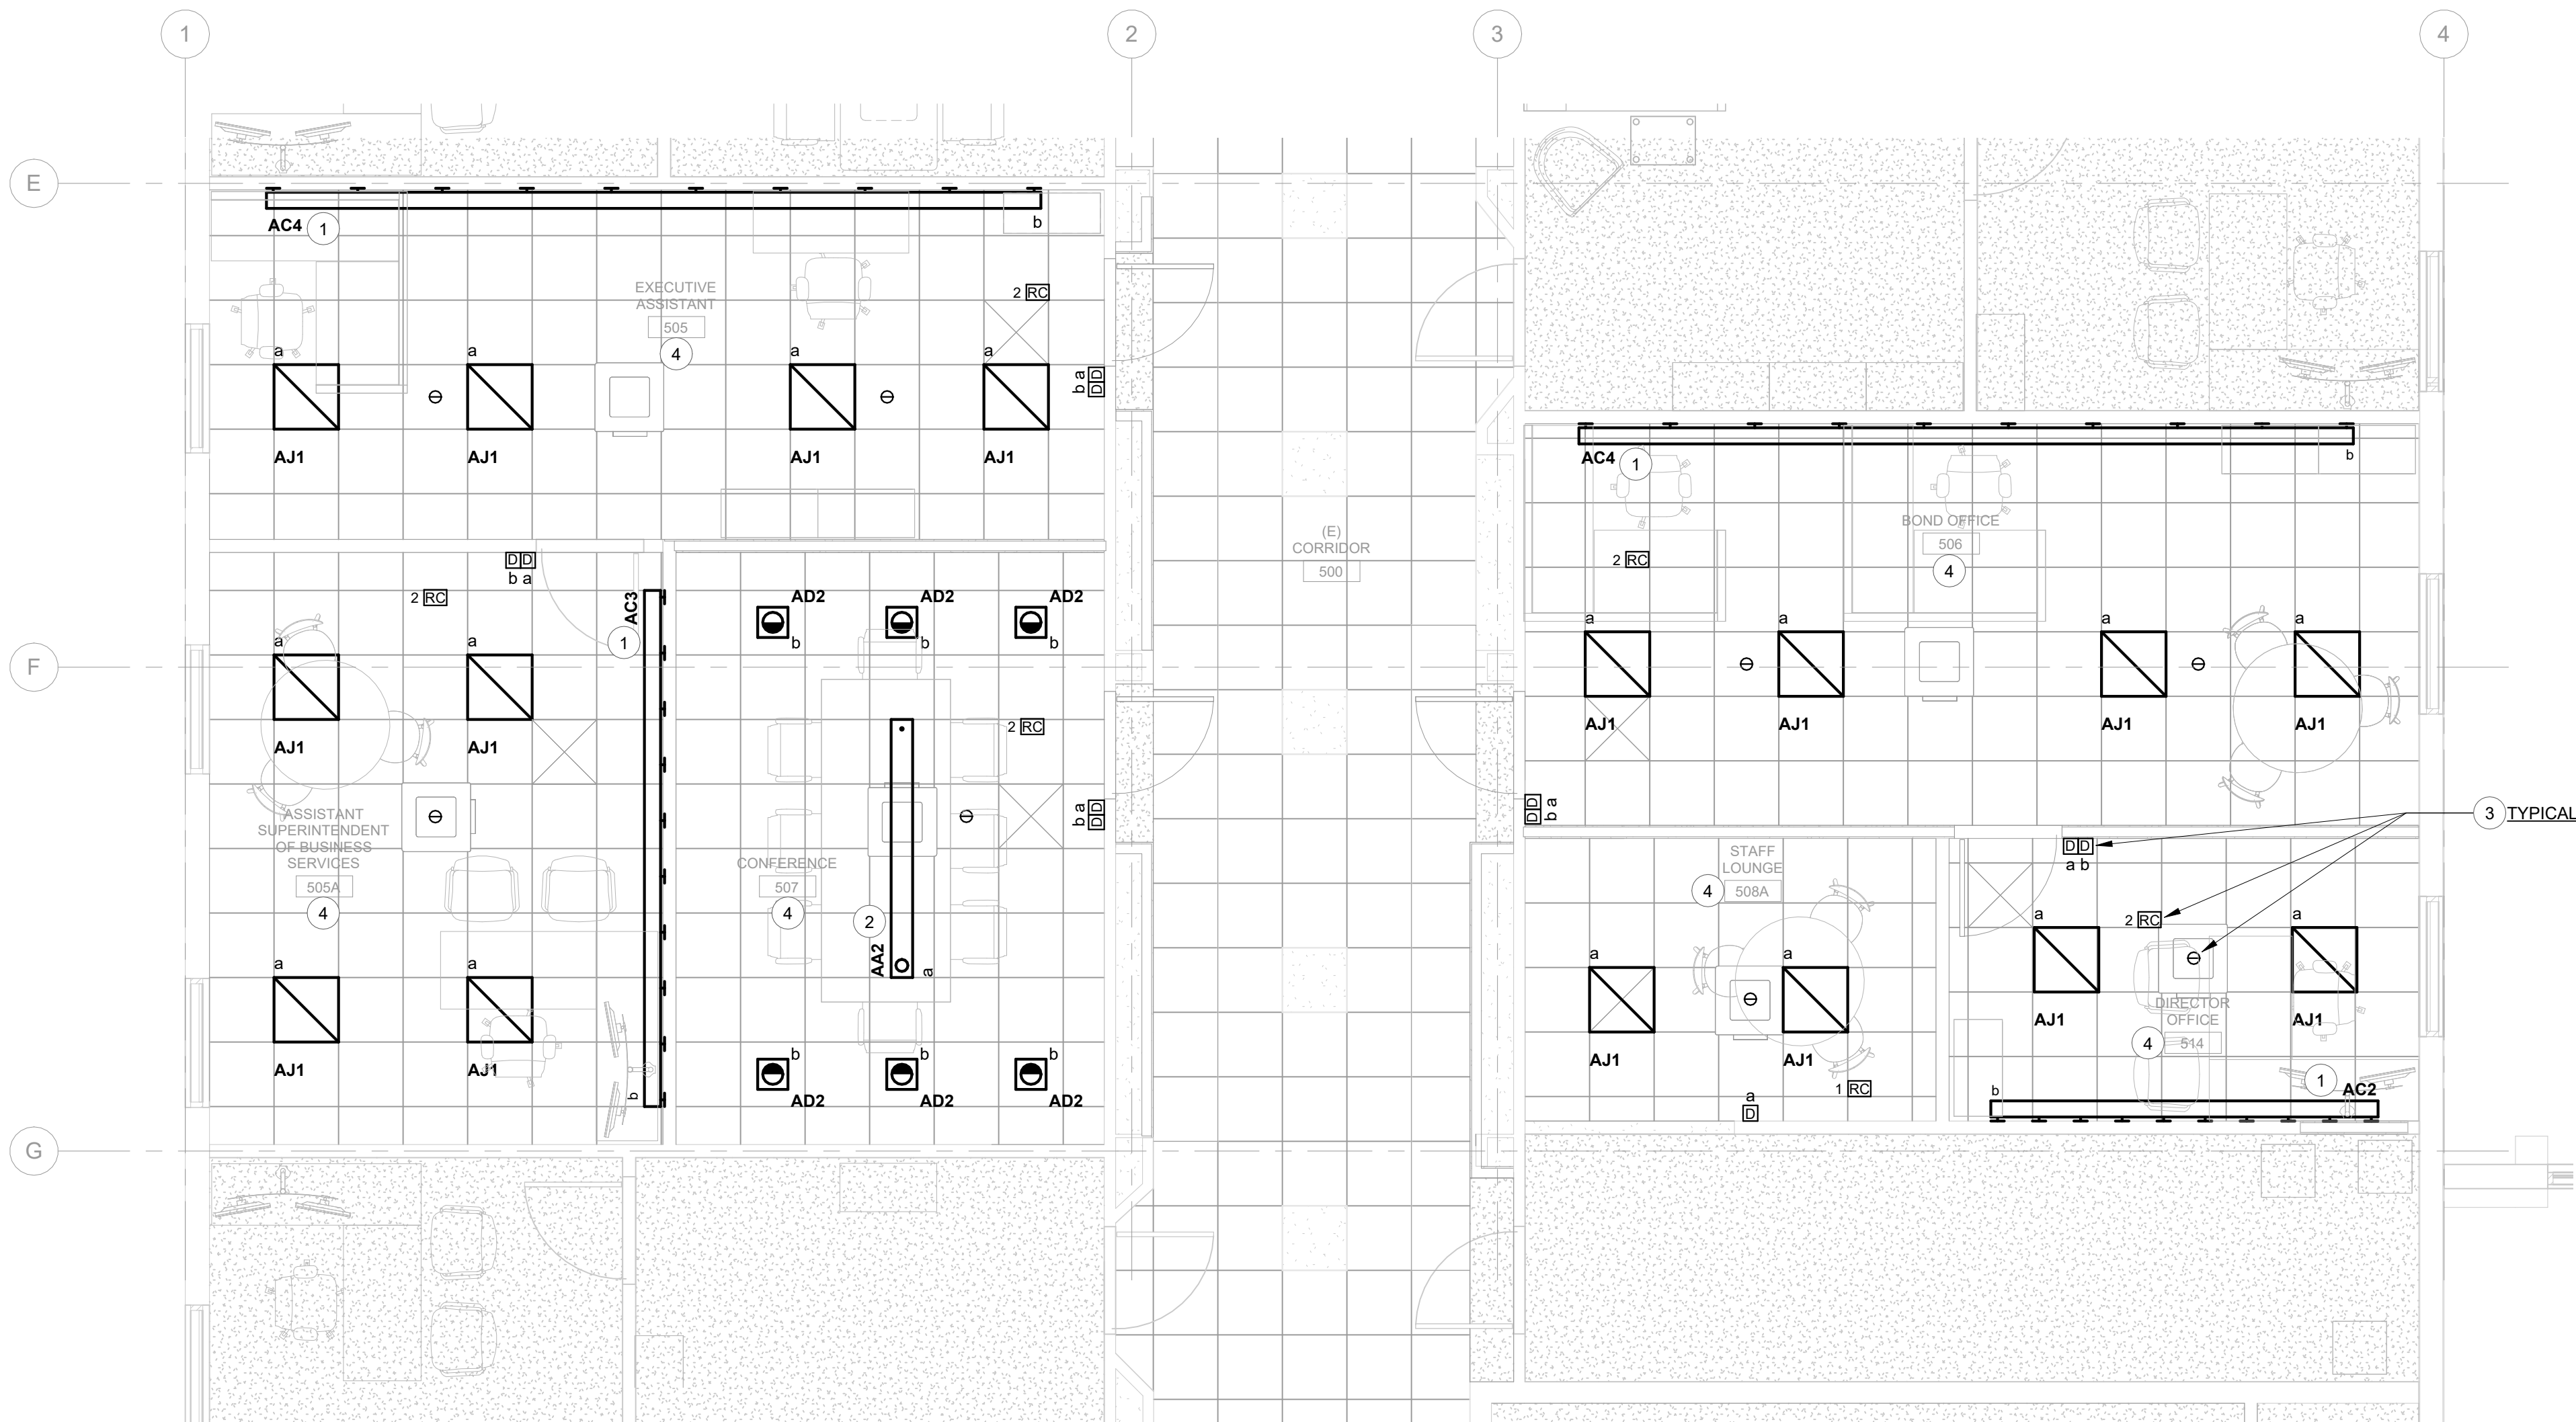 1
2
3
4
E
AC4
1
b
EXECUTIVE
ASSISTANT
505
4
2 RC
a
a
a
a
b a
DD
AJ1
AJ1
AJ1
AJ1
AC4
1
b
BOND OFFICE
506
4
2 RC
(E)
CORRIDOR
500
DD
b a
2 RC
AC3
1
AD2
AD2
AD2
b
b
b
F
a
a
AJ1
AJ1
a
a
a
a
AJ1
AJ1
AJ1
AJ1
2 RC
b a
DD
DD
b a
3 TYPICAL
ASSISTANT
SUPERINTENDENT
OF BUSINESS
SERVICES
505A
4
CONFERENCE
507
4
2
AA2
a
STAFF
LOUNGE
508A
4
DD
a b
2 RC
a
a
a
a
a
a
AJ1
AJ1
AJ1
AJ1
DIRECTOR
OFFICE
514
4
AJ1
AJ1
b
b
b
b
AD2
AD2
AD2
1 RC
a
D
1
AC2
b
G